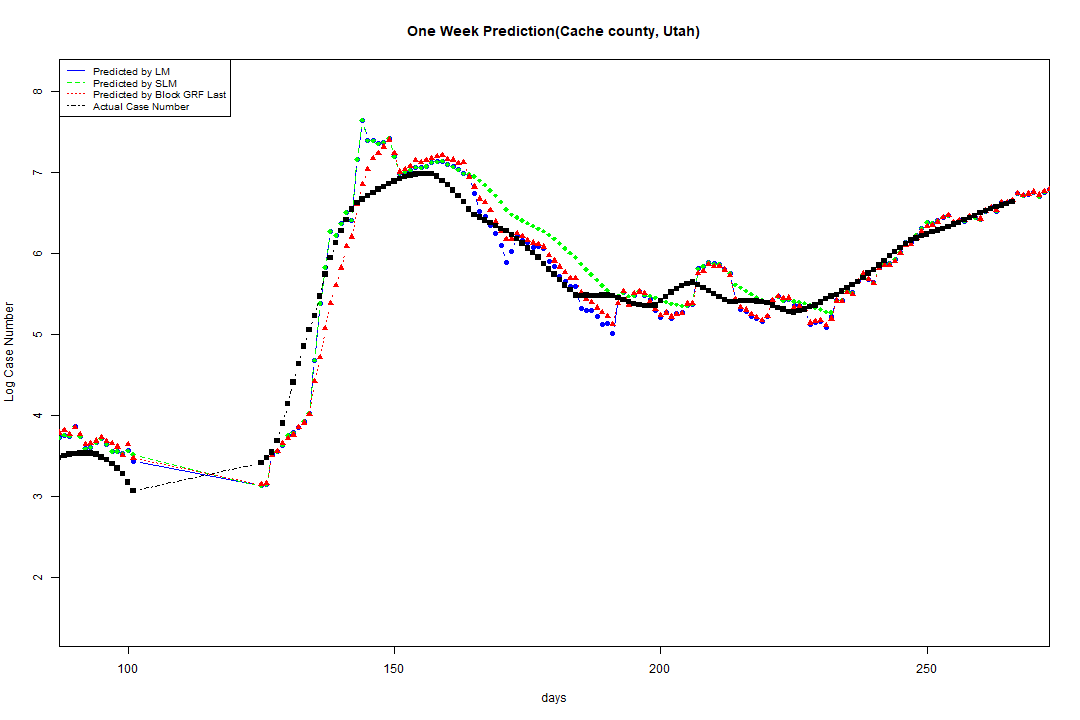 One Week Prediction(Cache county, Utah)
Predicted by LM
Predicted by SLM
Predicted by Block GRF Last
Actual Case Number
Log Case Number
8
7
6
5
4
3
2
100 150 200 250
days